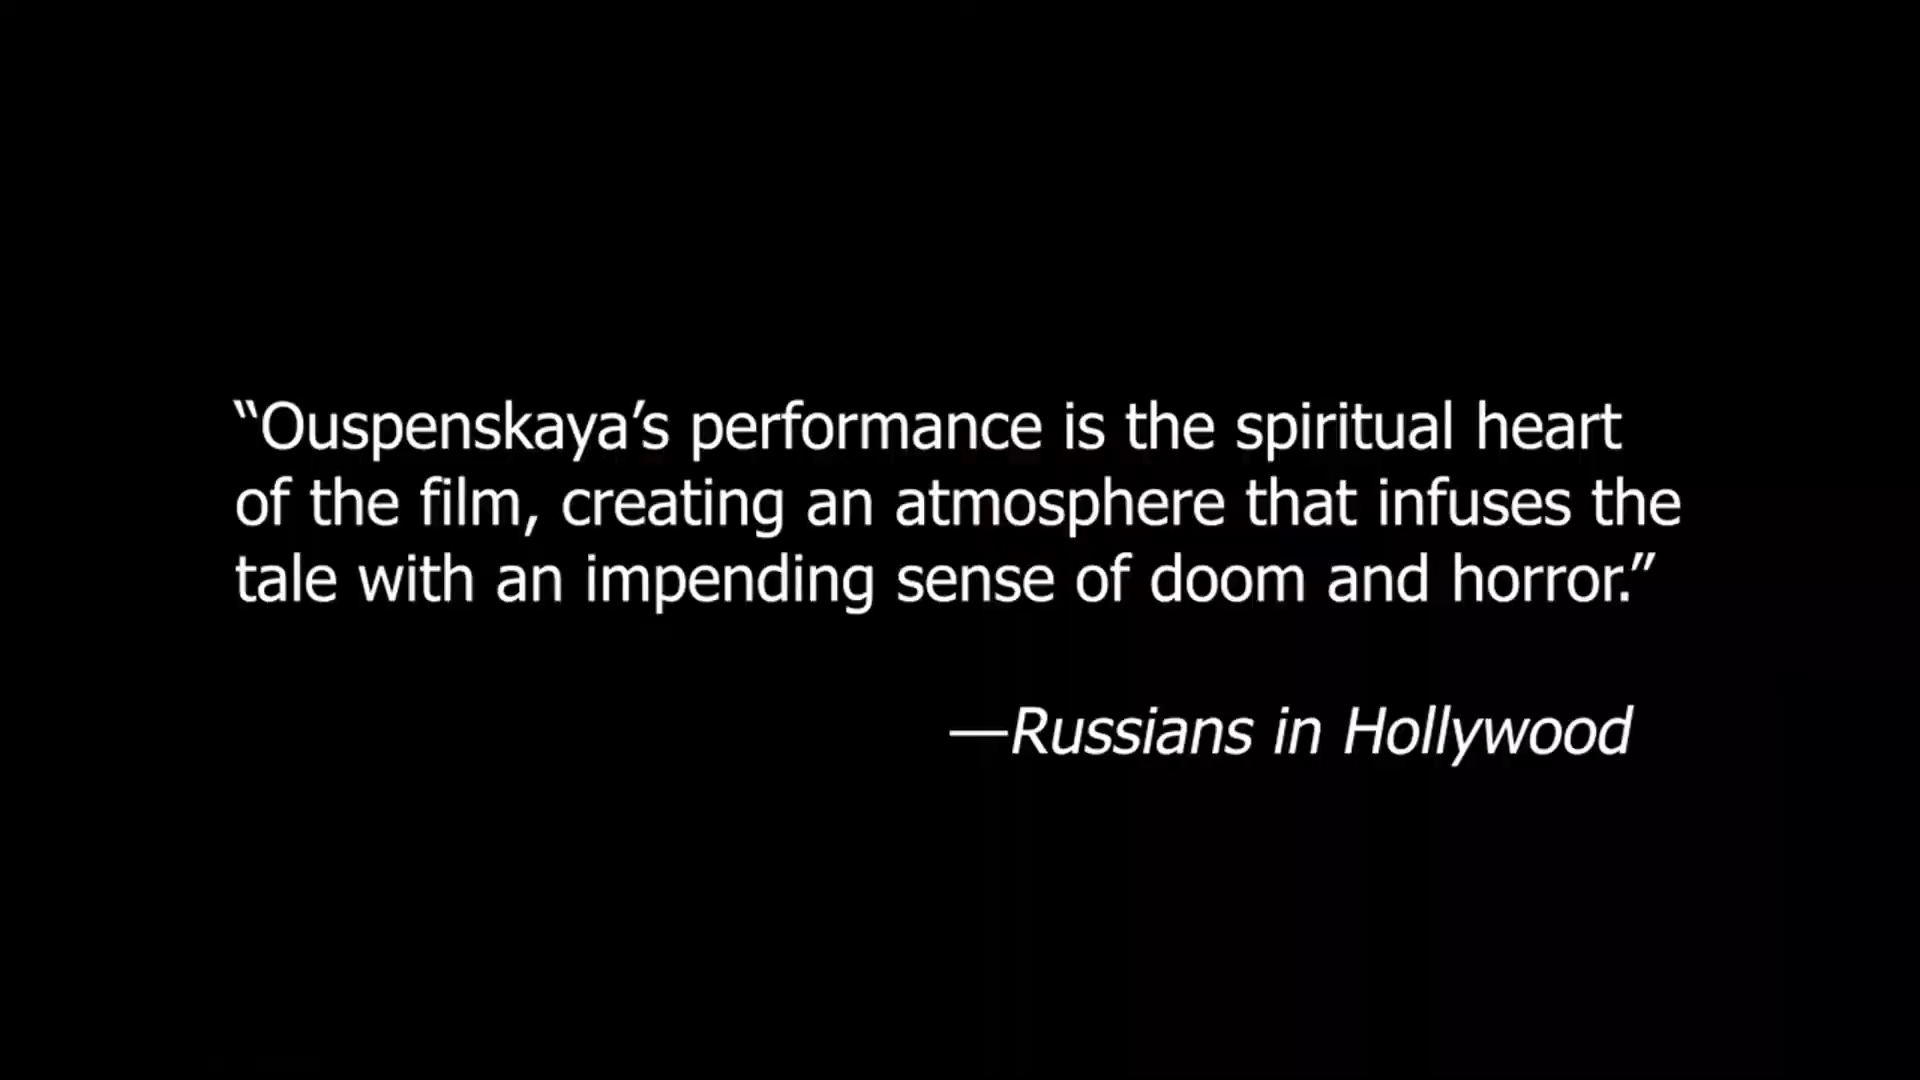 “Ouspenskaya’s performance is the spiritual heart
of the film, creating an atmosphere that infuses the
tale with an impending sense of doom and horror.”
—Russians in Hollywood